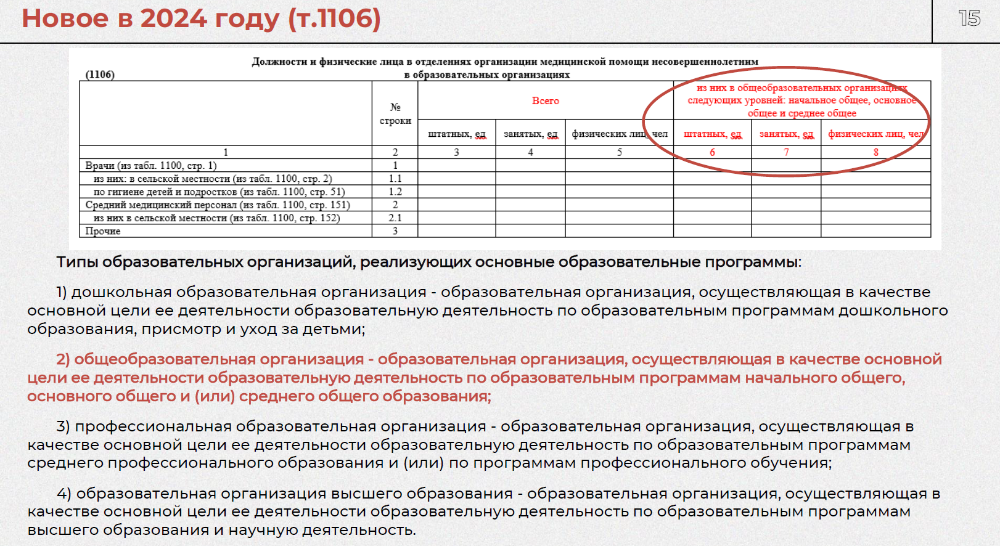 Новое в 2024 году (т.1106)
15
Должности и физические лица в отделениях организации медицинской помощи несовершеннолетним
(1106)
в образовательных организациях
№ строки
Всего
из них в общеобразовательных организациях
следующих уровней: начальное общее, основное
общее и среднее общее
штатных, ед
занятых, ед
физических лиц, чел
штатных, ед
занятых, ед
физических лиц, чел
1 2 3 4 5 6 7 8
Врачи (из табл. 1100, стр. 1) 1
из них: в сельской местности (из табл. 1100, стр. 2) 1.1
по гигиене детей и подростков (из табл. 1100, стр. 51) 1.2
Средний медицинский персонал (из табл. 1100, стр. 151) 2
из них в сельской местности (из табл. 1100, стр. 152) 2.1
Прочие 3
Типы образовательных организаций, реализующих основные образовательные программы:
1) дошкольная образовательная организация - образовательная организация, осуществляющая в качестве
основной цели ее деятельности образовательную деятельность по образовательным программам дошкольного
образования, присмотр и уход за детьми;
2) общеобразовательная организация - образовательная организация, осуществляющая в качестве основной
цели ее деятельности образовательную деятельность по образовательным программам начального общего,
основного общего и (или) среднего общего образования;
3) профессиональная образовательная организация - образовательная организация, осуществляющая в
качестве основной цели ее деятельности образовательную деятельность по образовательным программам
среднего профессионального образования и (или) по программам профессионального обучения;
4) образовательная организация высшего образования - образовательная организация, осуществляющая в
качестве основной цели ее деятельности образовательную деятельность по образовательным программам
высшего образования и научную деятельность.